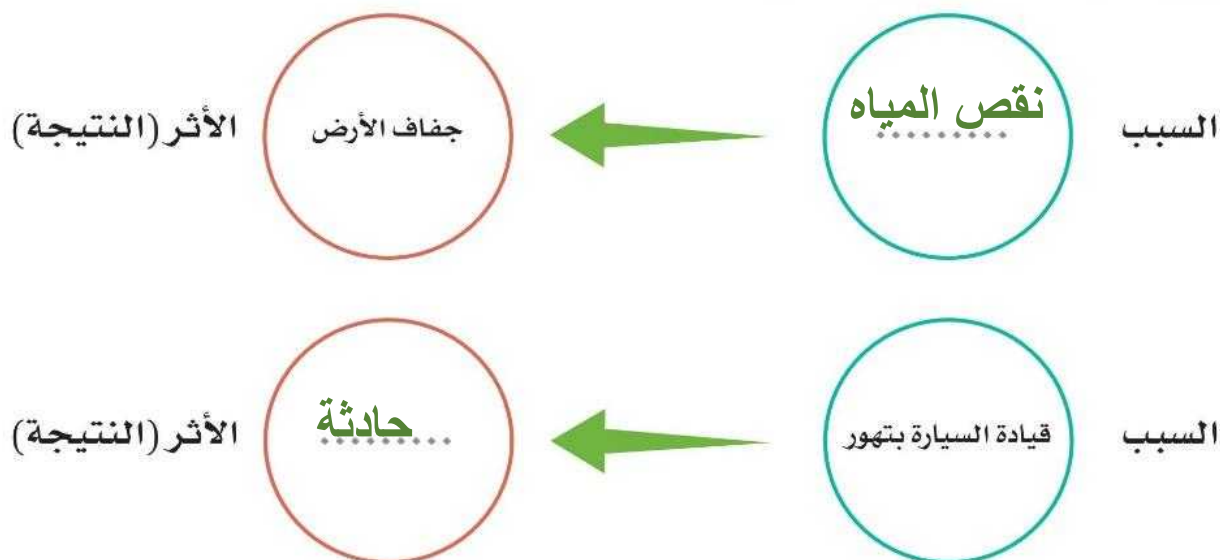 السبب
نقص المياه
.........
جفاف الأرض
الأثر (النتيجة)
السبب
قيادة السيارة بتهور
حادثة
.........
الأثر (النتيجة)